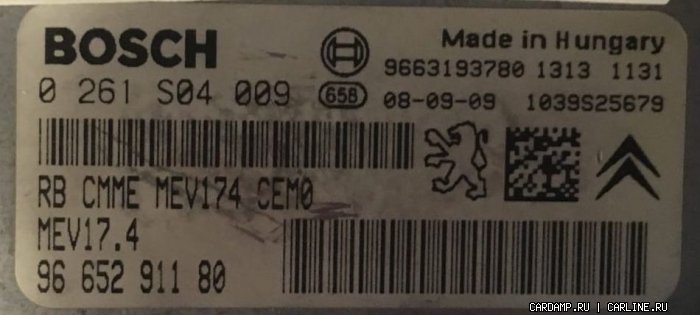 BOSCH
Made in Hungary
9663193780 1313 1131
0 261 S04 009
658
08-09-09 1039S25679
RB CMME MEV174 CEM0
MEV17.4
96 652 911 80
CARDAMP.RU | CARLINE.RU